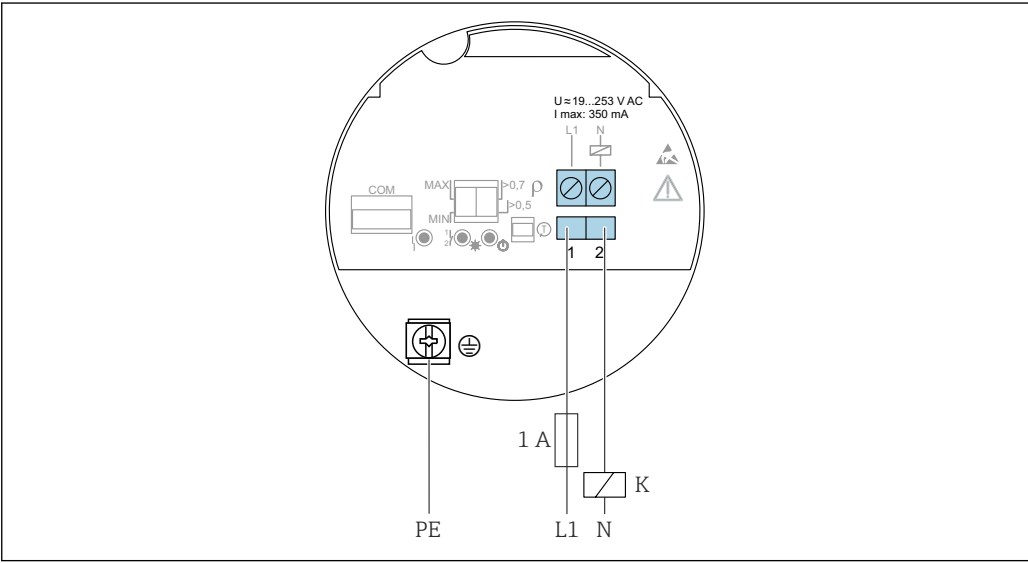 U ≈ 19...253 V AC
I max: 350 mA
L1 N
COM
MAX >0,7 ρ
>0,5
MIN
1
2
T
1 2
1 A
K
PE L1 N